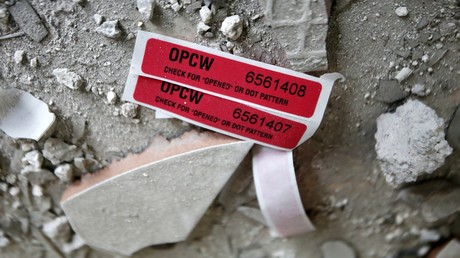 OPCW 6561408
CHECK FOR "OPENED" OR DOT PATTERN
OPCW 6561407
CHECK FOR "OPENED" OR DOT PATTERN